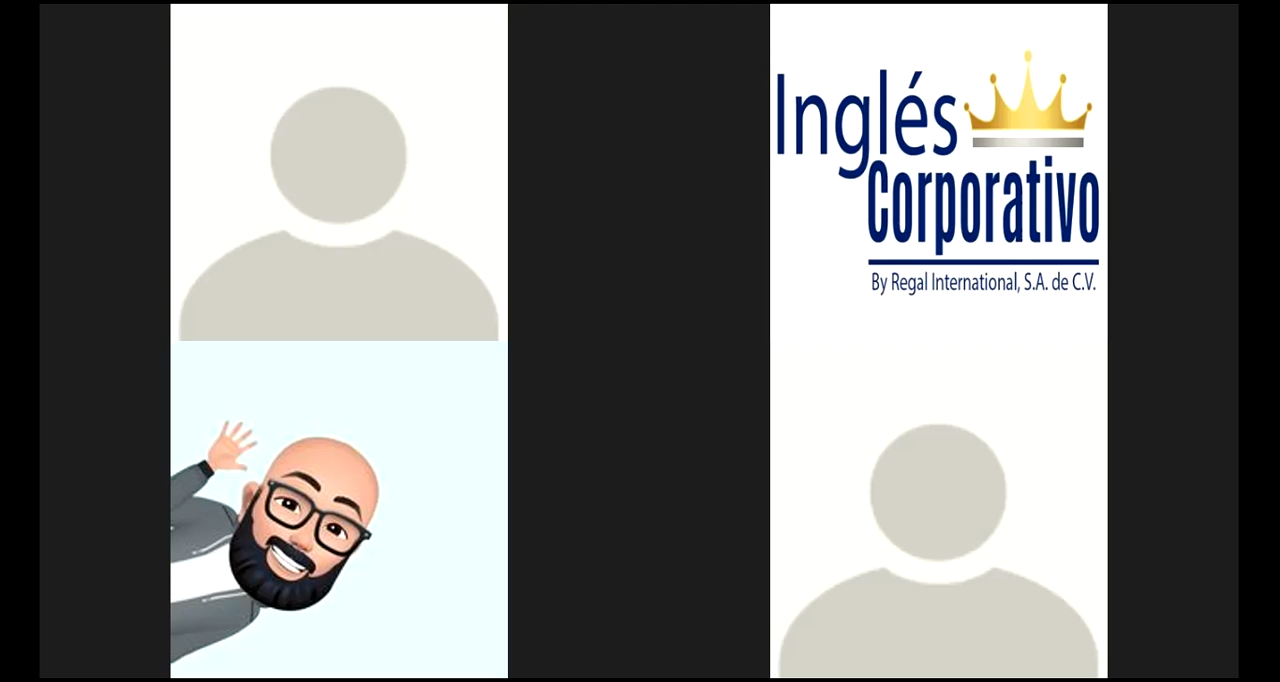 Inglés
Corporativo
By Regal International, S.A. de C.V.